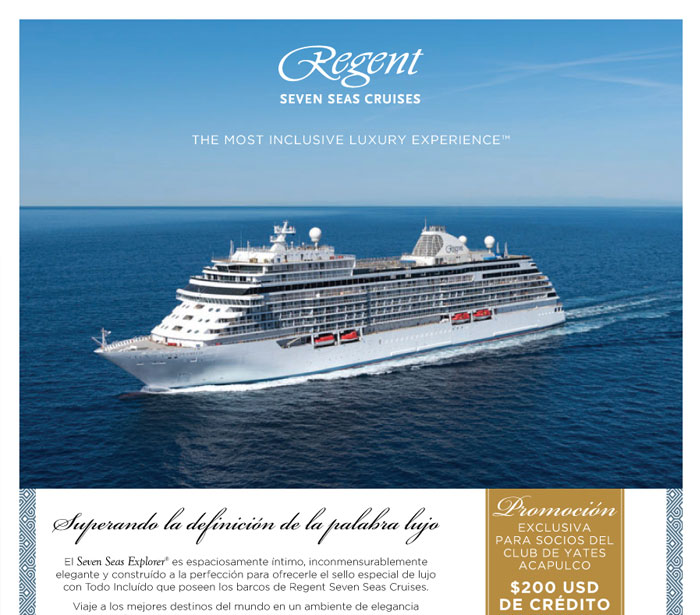 Regent
SEVEN SEAS CRUISES
THE MOST INCLUSIVE LUXURY EXPERIENCE™
Regent
Superando la definición de la palabra lujo
El Seven Seas Explorer® es espaciosamente íntimo, inconmensurablemente
elegante y construído a la perfección para ofrecerle el sello especial de lujo
con Todo Incluído que poseen los barcos de Regent Seven Seas Cruises.
Viaje a los mejores destinos del mundo en un ambiente de elegancia
Promoción
EXCLUSIVA
PARA SOCIOS DEL
CLUB DE YATES
ACAPULCO
$200 USD
DE CRÉDITO